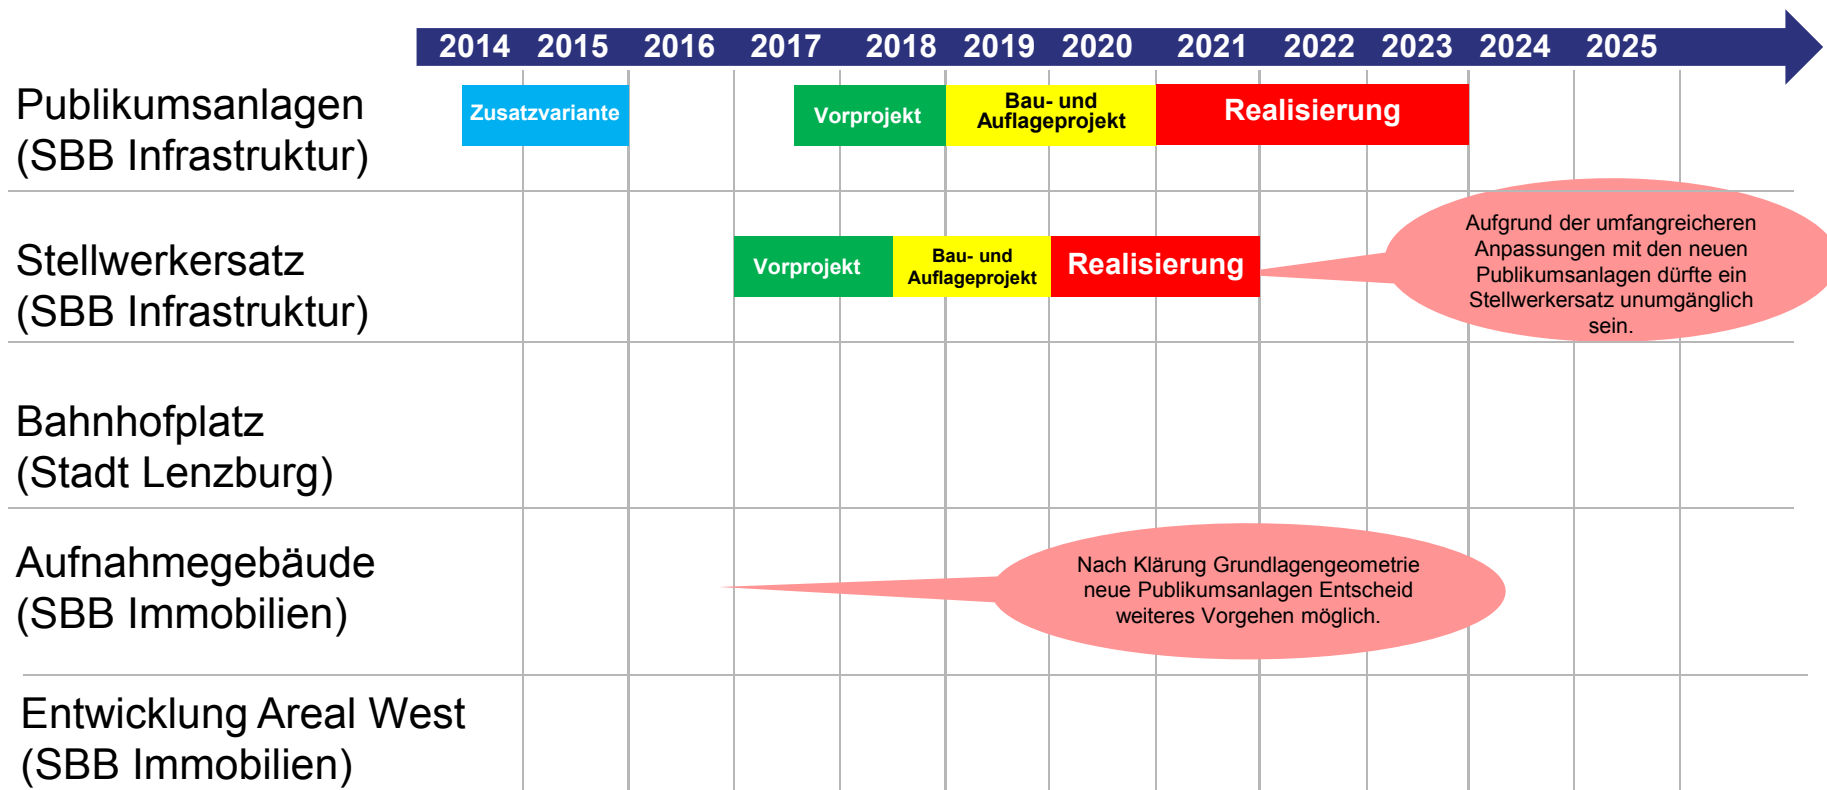 2014 2015 2016 2017 2018 2019 2020 2021 2022 2023 2024 2025
Publikumsanlagen
(SBB Infrastruktur)
Zusatzvariante
Vorprojekt
Bau- und
Auflageprojekt
Realisierung
Stellwerkersatz
(SBB Infrastruktur)
Vorprojekt
Bau- und
Auflageprojekt
Realisierung
Aufgrund der umfangreicheren
Anpassungen mit den neuen
Publikumsanlagen dürfte ein
Stellwerkersatz unumgänglich
sein.
Bahnhofplatz
(Stadt Lenzburg)
Aufnahmegebäude
(SBB Immobilien)
Nach Klärung Grundlagengeometrie
neue Publikumsanlagen Entscheid
weiteres Vorgehen möglich.
Entwicklung Areal West
(SBB Immobilien)